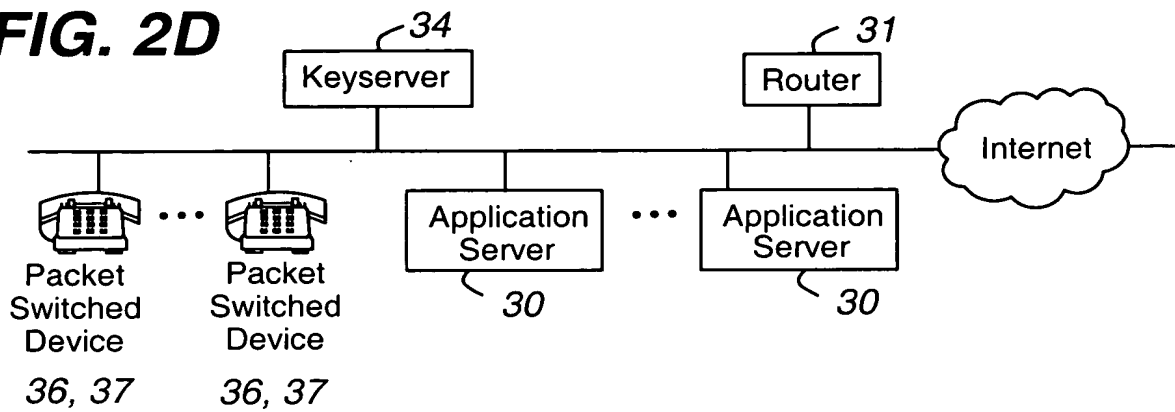 FIG. 2D
34
31
Keyserver
Router
Internet
Application
Server
Application
Server
Packet
Switched
Device
Packet
Switched
Device
30
30
36, 37
36, 37